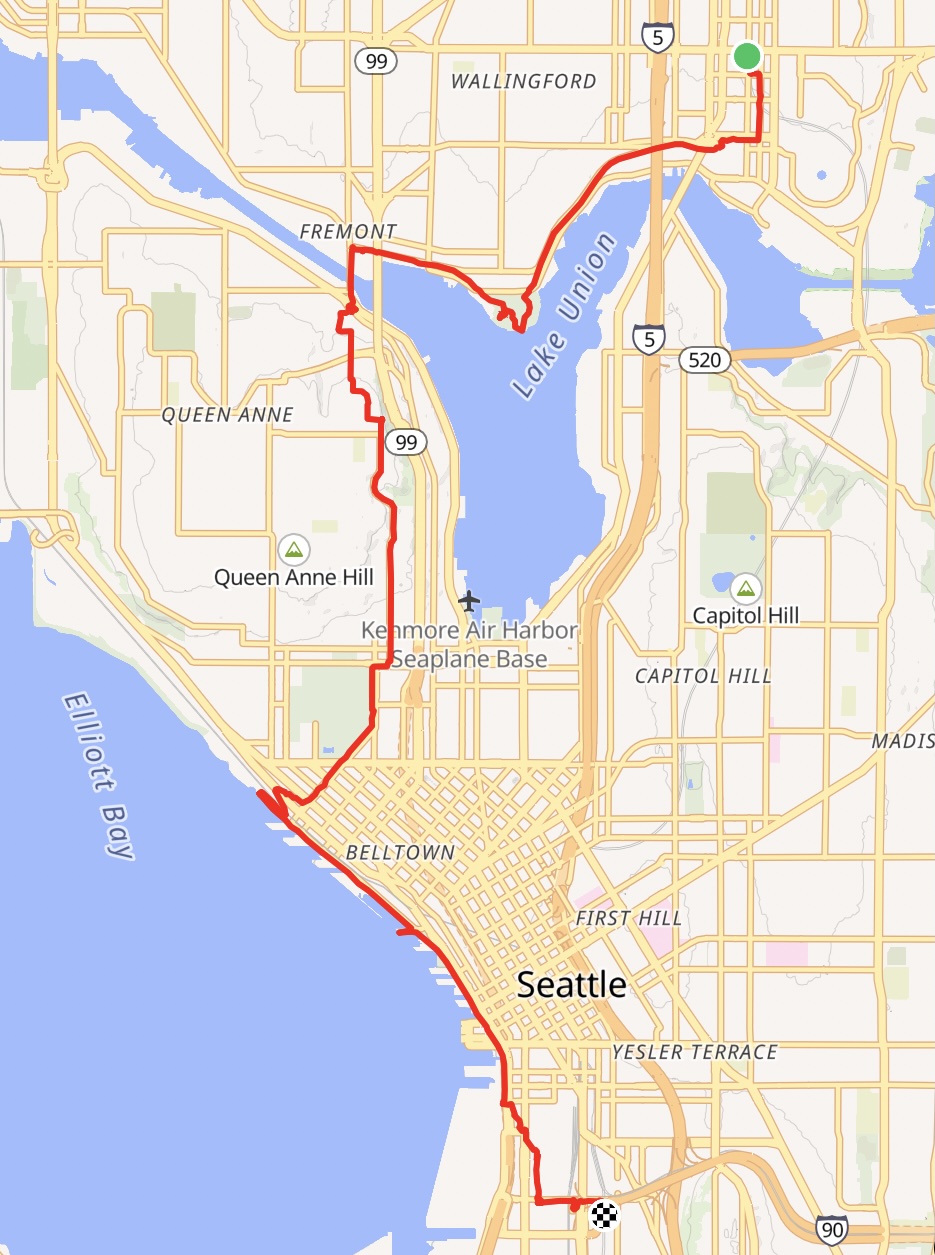 5
99
WALLINGFORD
FREMONT
Lake Union
5
520
QUEEN ANNE
99
Queen Anne Hill
Capitol Hill
Kenmore Air Harbor
Seaplane Base
CAPITOL HILL
Elliott Bay
MADIS
BELLTOWN
FIRST HILL
Seattle
YESLER TERRACE
90